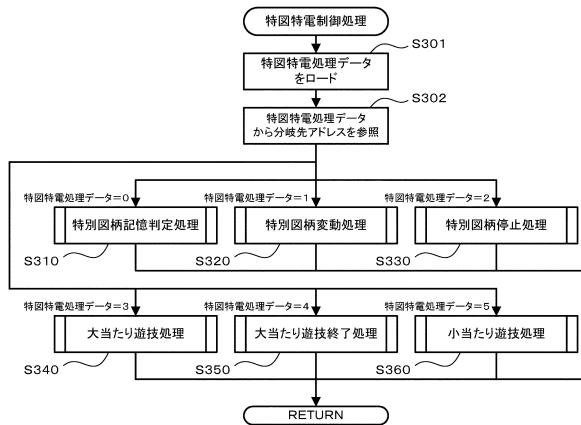 特図特電制御処理
S301
特図特電処理データ
をロード
S302
特図特電処理データ
から分岐先アドレスを参照
特図特電処理データ=0
特図特電処理データ=1
特図特電処理データ=2
特別図柄記憶判定処理
特別図柄変動処理
特別図柄停止処理
S310
S320
S330
特図特電処理データ=3
特図特電処理データ=4
特図特電処理データ=5
大当たり遊技処理
大当たり遊技終了処理
小当たり遊技処理
S340
S350
S360
RETURN